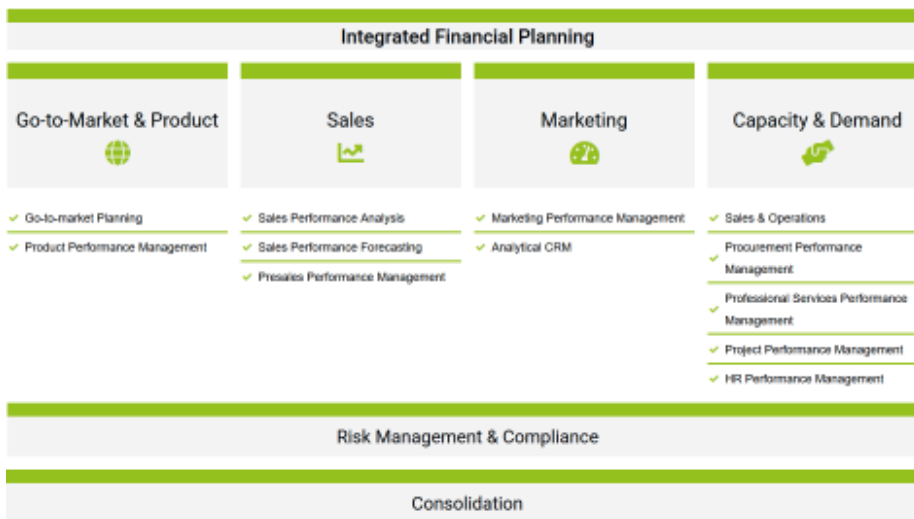 Integrated Financial Planning
Go-to-Market & Product
Sales
Marketing
Capacity & Demand
Go-to-market Planning
Product Performance Management
Sales Performance Analysis
Sales Performance Forecasting
Presales Performance Management
Marketing Performance Management
Analytical CRM
Sales & Operations
Procurement Performance
Management
Professional Services Performance
Management
Project Performance Management
HR Performance Management
Risk Management & Compliance
Consolidation